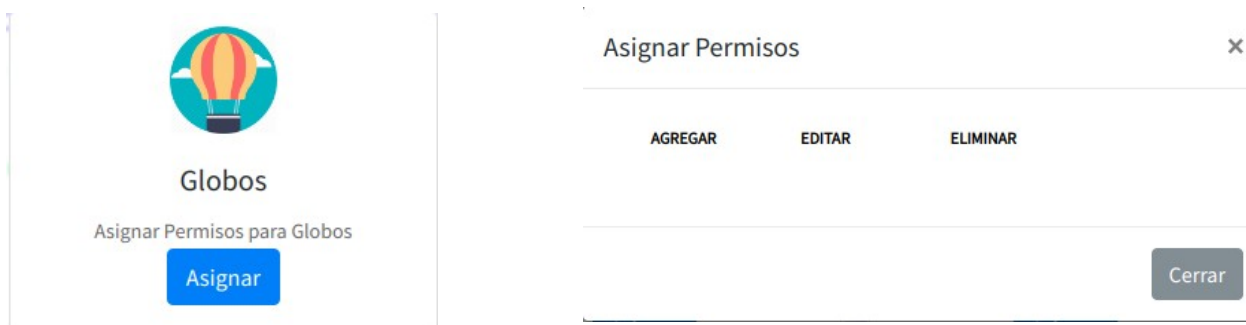 Globos
Asignar Permisos para Globos
Asignar
Asignar Permisos ×
AGREGAR EDITAR ELIMINAR
Cerrar